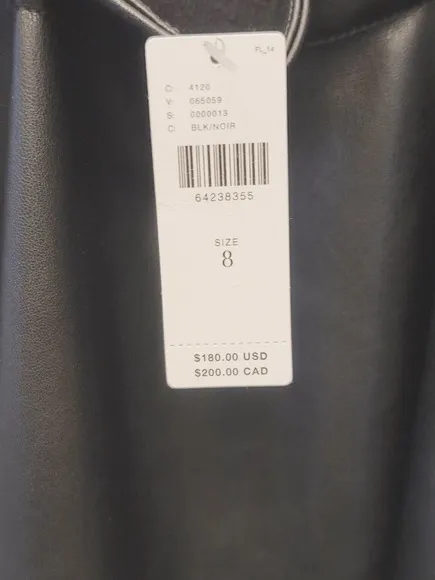 C: 4120
V: 065059
S: 0000013
C: BLK/NOIR
64238355
SIZE
8
$180.00 USD
$200.00 CAD